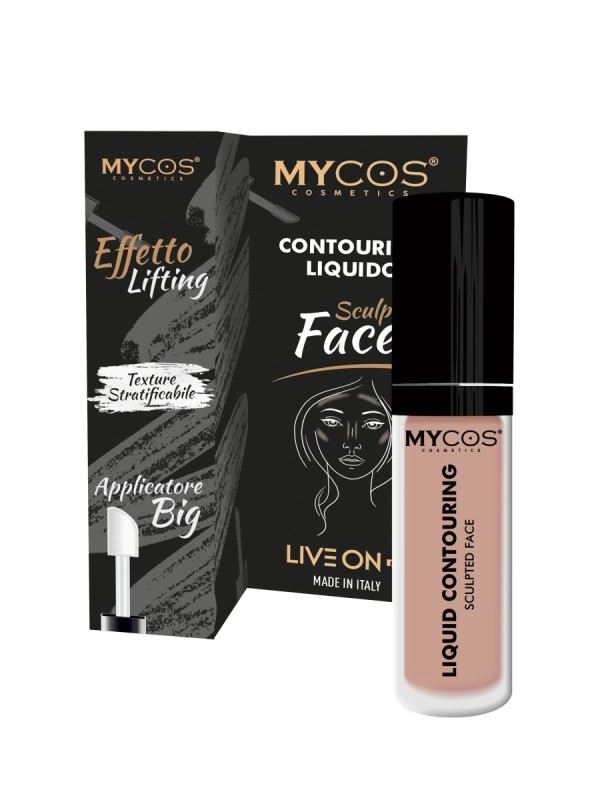 MYCOS®
COSMETICS
Effetto
Lifting
Texture
Stratificabile
Applicatore
Big
MYCOS®
COSMETICS
LIQUIDO
Face
LIVE ON
MADE IN ITALY
MYCOS®
COSMETICS
LIQUID CONTOURING
SCULPTED FACE